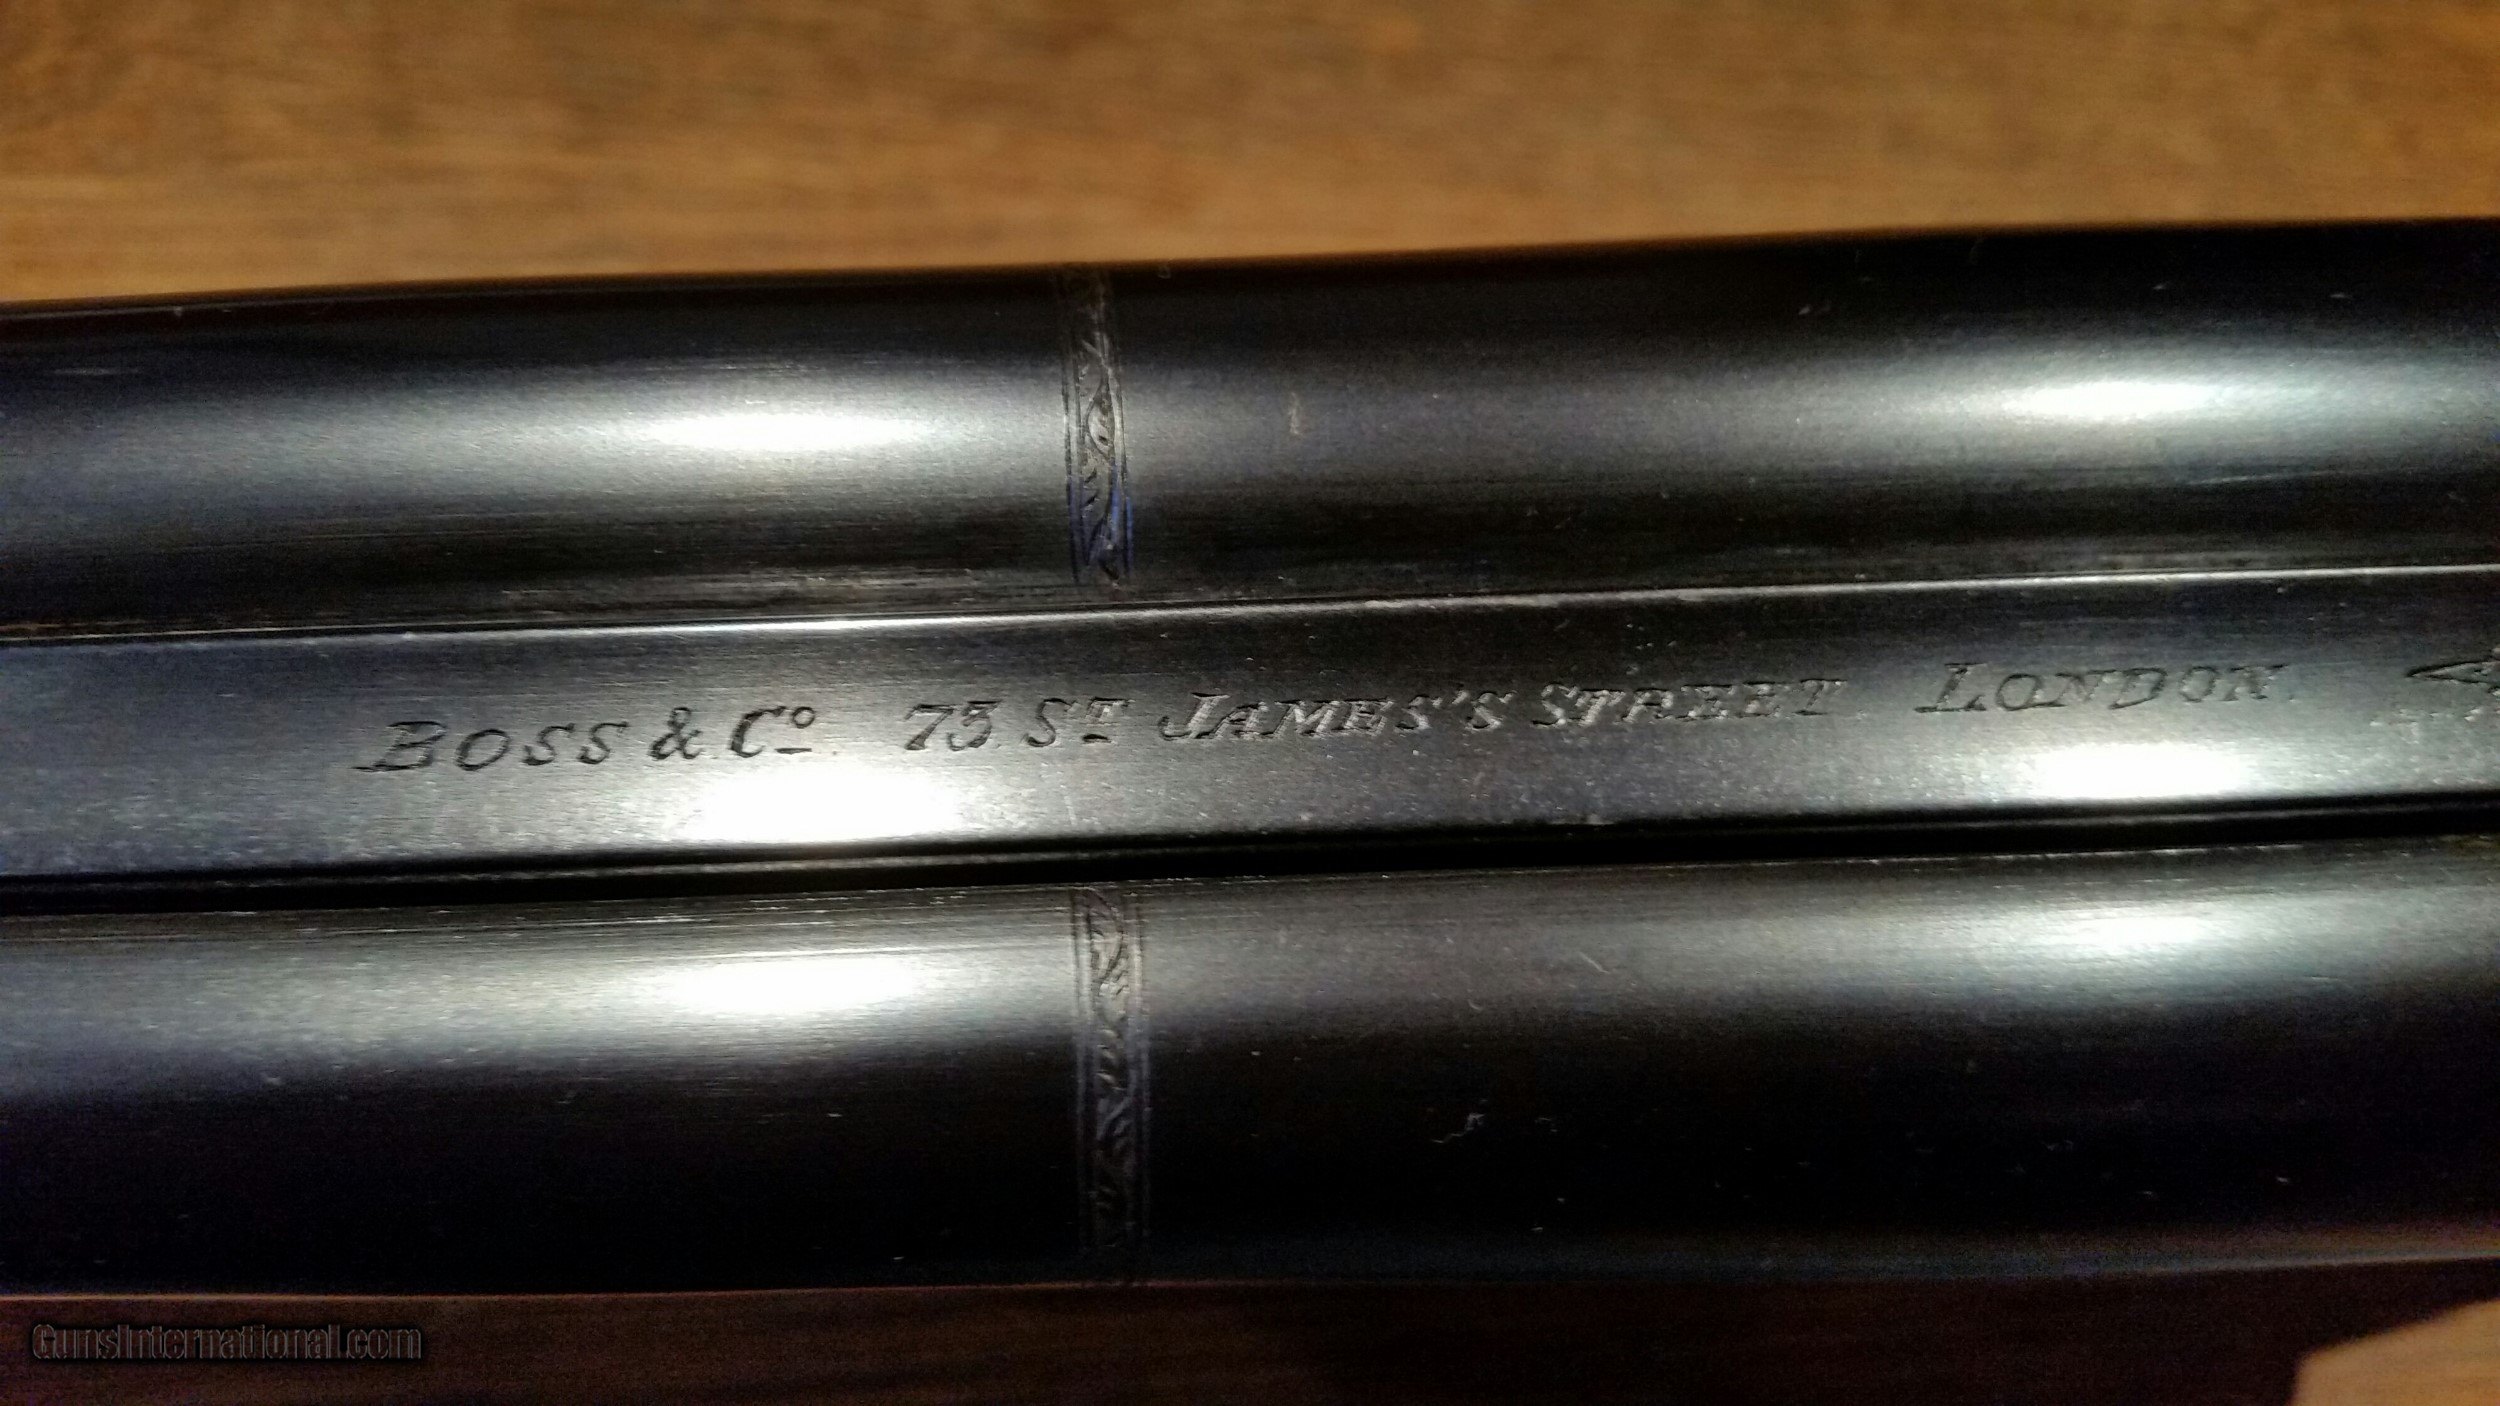 BOSS & Cº 73. ST JAMES'S STREET LONDON.
GunsInternational.com